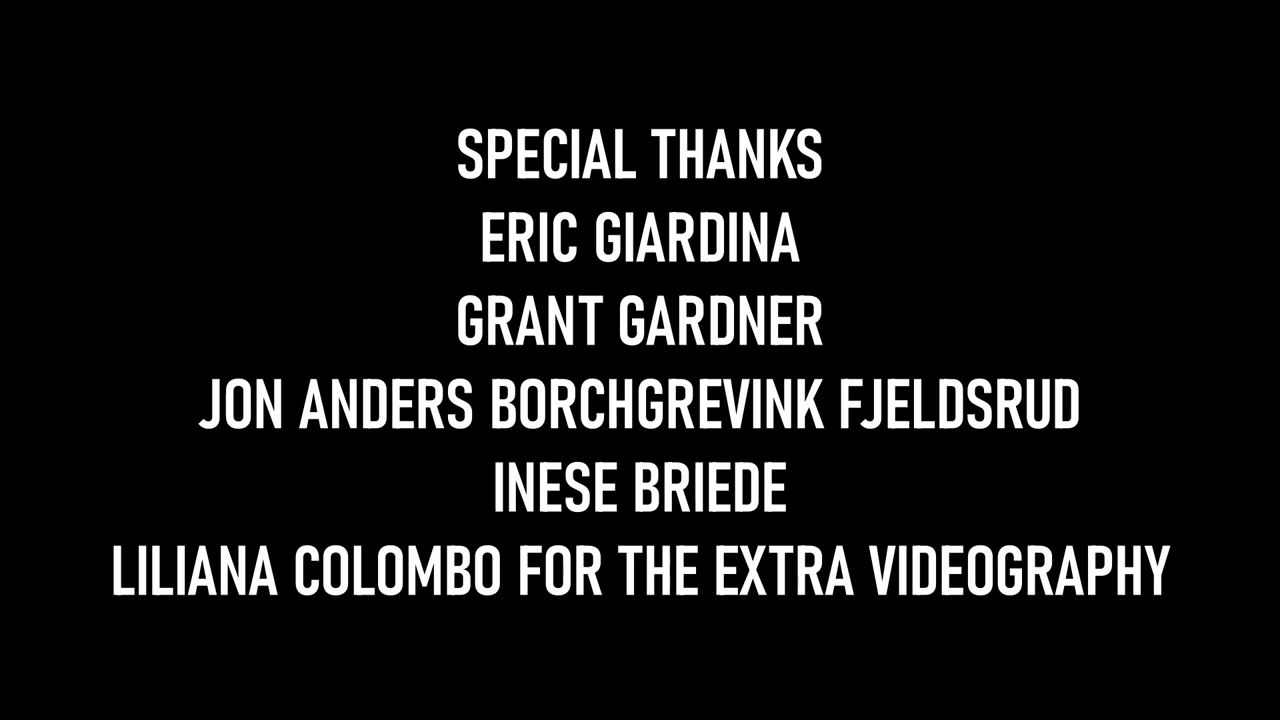 SPECIAL THANKS
ERIC GIARDINA
GRANT GARDNER
JON ANDERS BORCHGREVINK FJELDSRUD
INESE BRIEDE
LILIANA COLOMBO FOR THE EXTRA VIDEOGRAPHY